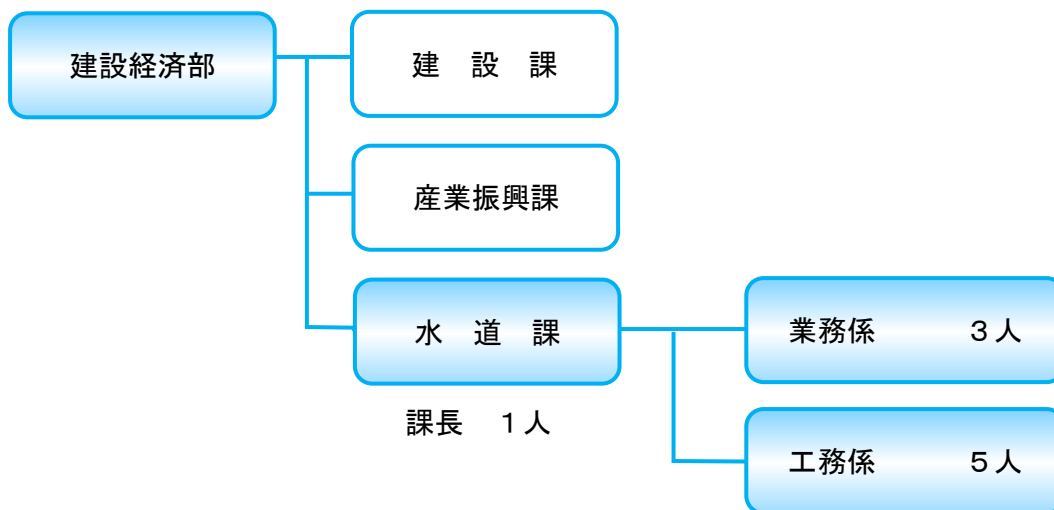 建設経済部
建　設　課
産業振興課
水　道　課
課長　１人
業務係　　　３人
工務係　　　５人